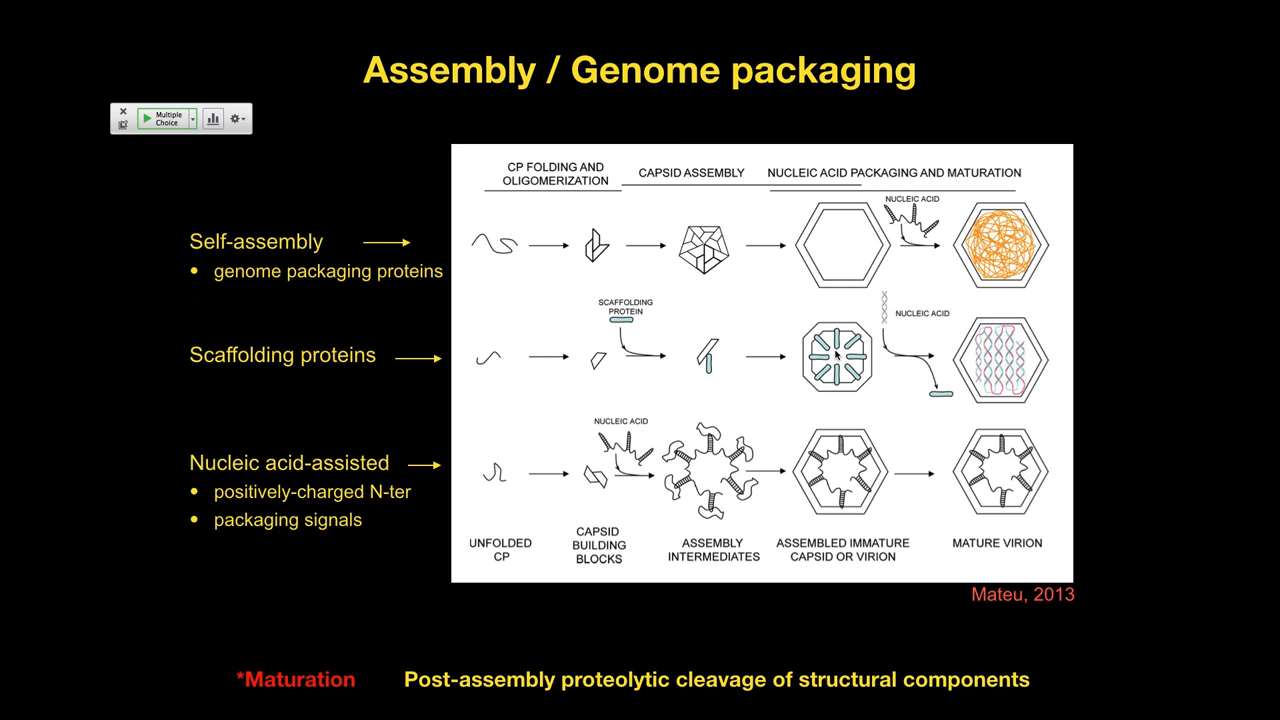 Assembly / Genome packaging
Multiple
Choice
CP FOLDING AND
OLIGOMERIZATION
CAPSID ASSEMBLY
NUCLEIC ACID PACKAGING AND MATURATION
NUCLEIC ACID
Self-assembly
• genome packaging proteins
SCAFFOLDING
PROTEIN
NUCLEIC ACID
Scaffolding proteins
NUCLEIC ACID
Nucleic acid-assisted
• positively-charged N-ter
• packaging signals
UNFOLDED
CP
CAPSID
BUILDING
BLOCKS
ASSEMBLY
INTERMEDIATES
ASSEMBLED IMMATURE
CAPSID OR VIRION
MATURE VIRION
Mateu, 2013
*Maturation Post-assembly proteolytic cleavage of structural components